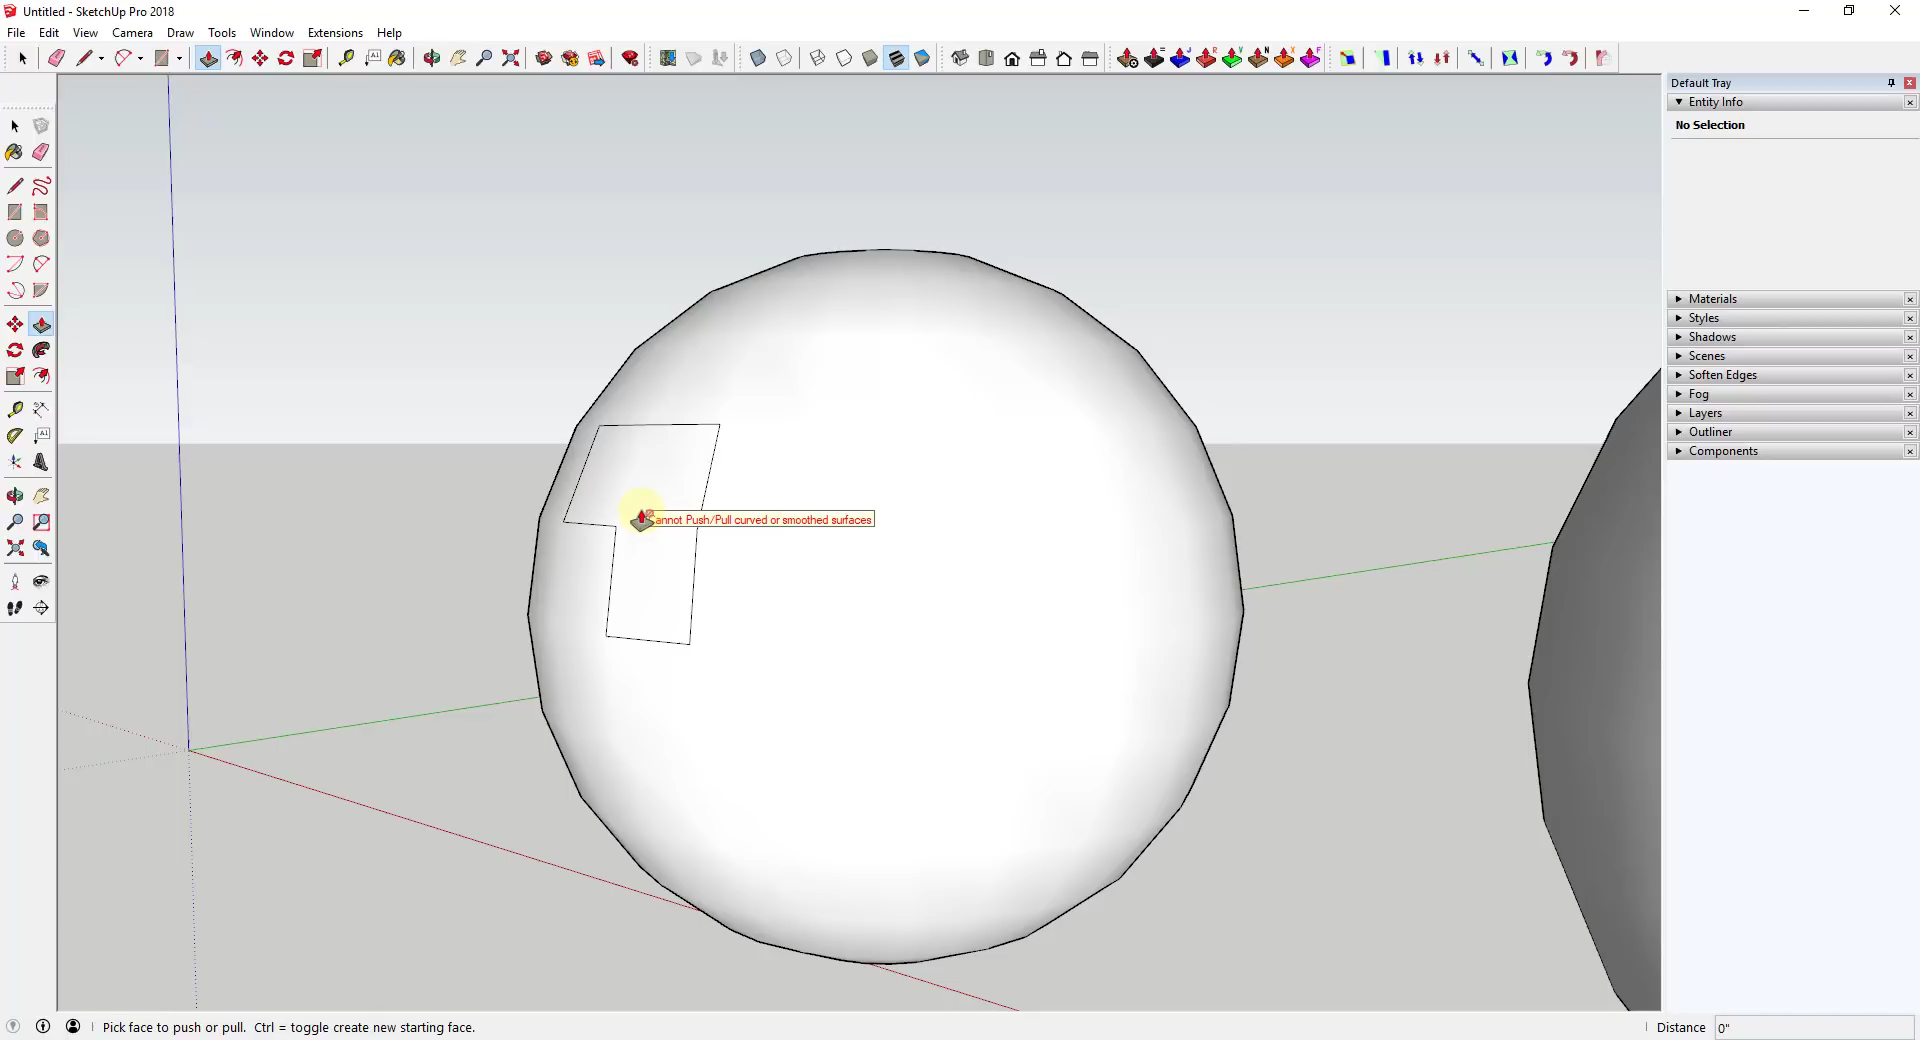 Untitled - SketchUp Pro 2018
File Edit View Camera Draw Tools Window Extensions Help
Default Tray
Entity Info
No Selection
Materials
Styles
Shadows
Scenes
Soften Edges
Fog
Layers
Outliner
Components
annot Push/Pull curved or smoothed surfaces
Pick face to push or pull. Ctrl = toggle create new starting face.
Distance 0"